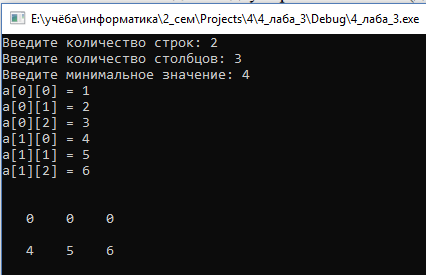 E:\учёба\информатика\2_сем\Projects\4\4_лаба_3\Debug\4_лаба_3.exe
Введите количество строк: 2
Введите количество столбцов: 3
Введите минимальное значение: 4
a[0][0] = 1
a[0][1] = 2
a[0][2] = 3
a[1][0] = 4
a[1][1] = 5
a[1][2] = 6
0 0 0
4 5 6